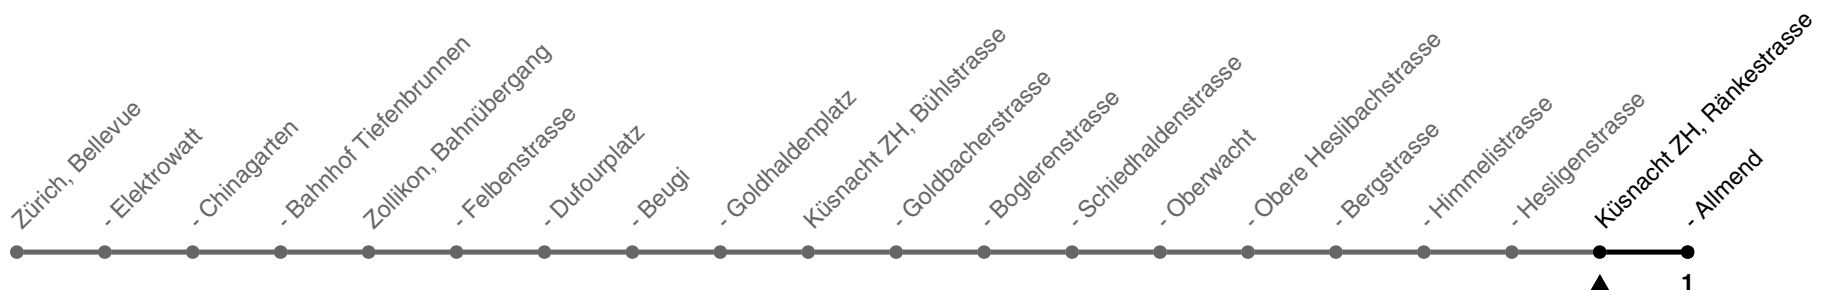 Zürich, Bellevue
- Elektrowatt
- Chinagarten
- Bahnhof Tiefenbrunnen
Zollikon, Bahnübergang
- Felbenstrasse
- Dufourplatz
- Beugi
- Goldhaldenplatz
Küsnacht ZH, Bühlstrasse
- Goldbacherstrasse
- Boglerenstrasse
- Schiedhaldenstrasse
- Oberwacht
- Obere Heslibachstrasse
- Bergstrasse
- Himmelistrasse
- Hesligenstrasse
Küsnacht ZH, Ränkestrasse
- Allmend
1